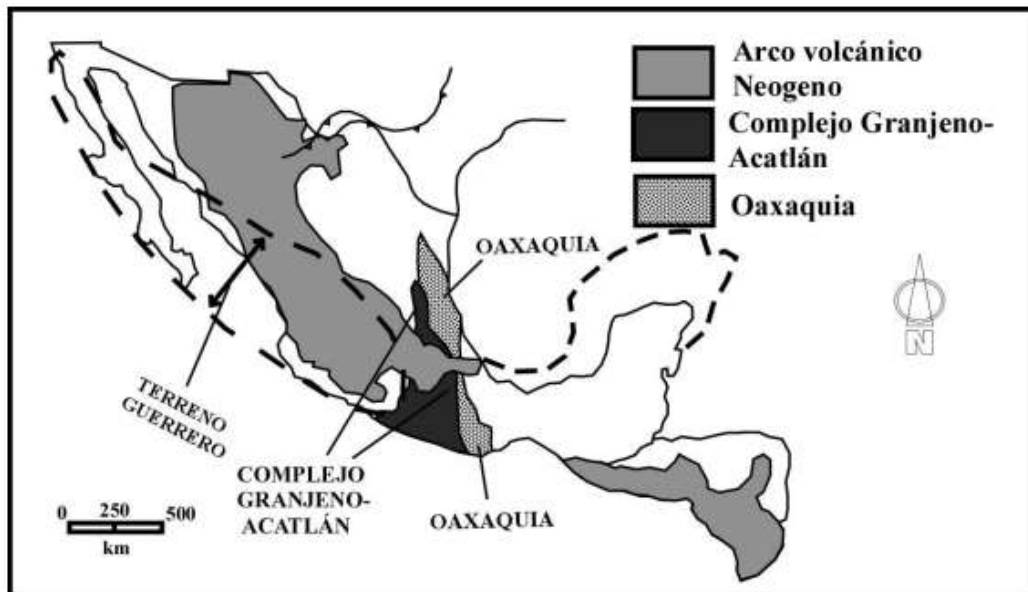 Arco volcánico
Neogeno
Complejo Granjeno-
Acatlán
Oaxaquia
OAXAQUIA
TERRENO
GUERRERO
COMPLEJO
GRANJENO-
ACATLÁN
OAXAQUIA
0 250 500
km
N